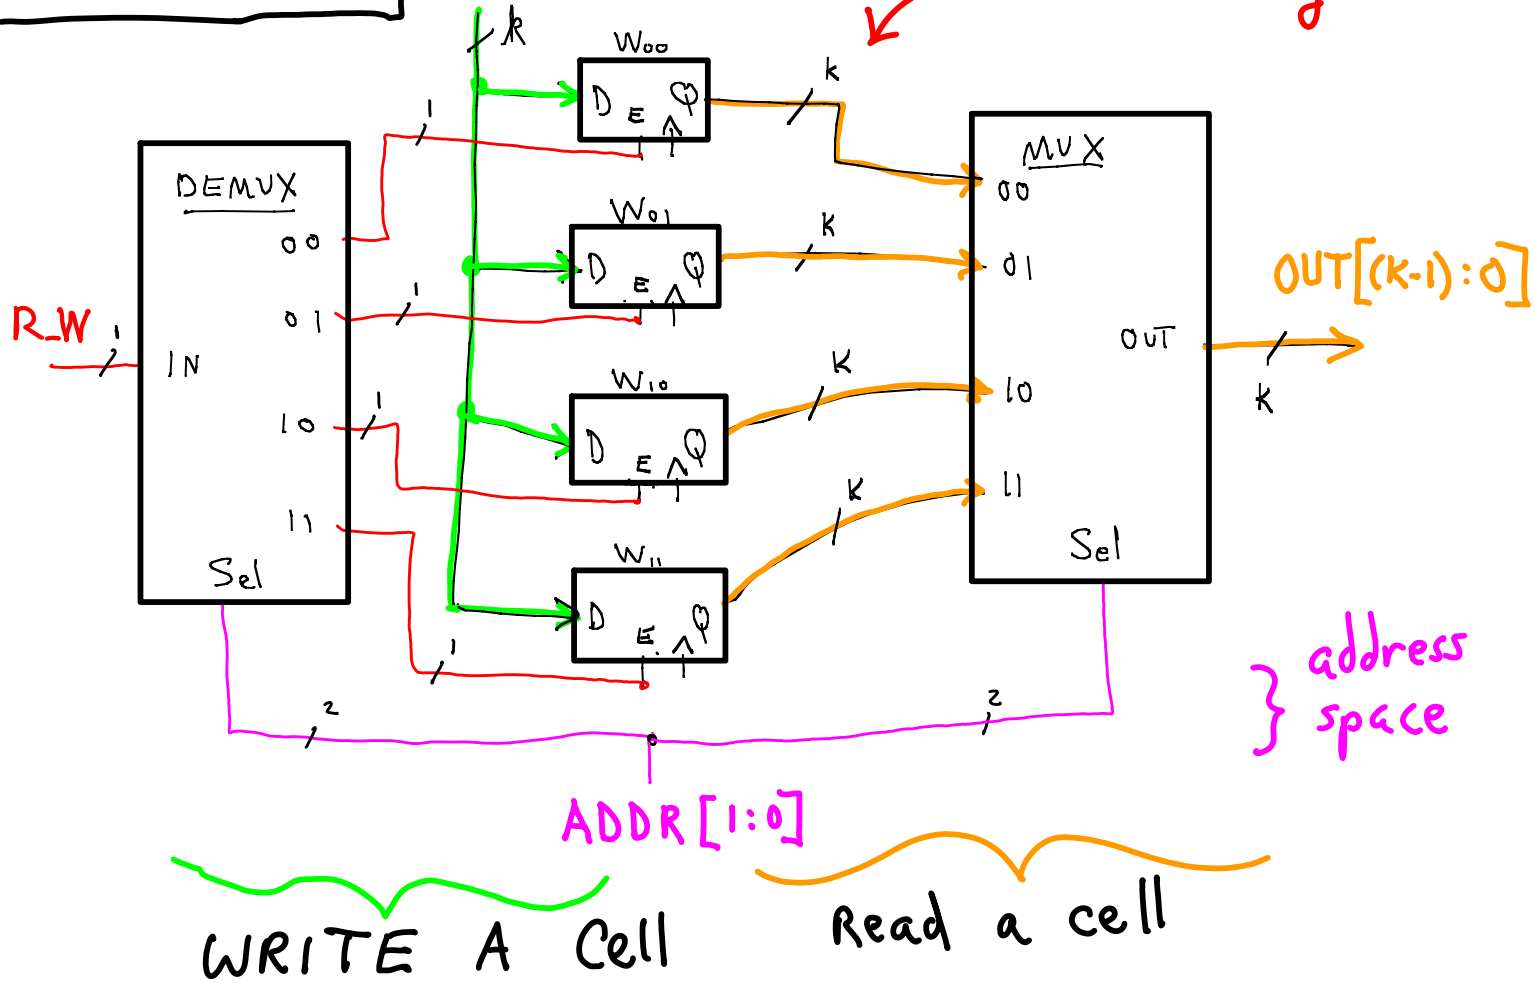 k
W00
D E Q
k
1
DEMUX
00
01
10
11
IN
Sel
R_W
1
1
1
1
W01
D E Q
K
W10
D E Q
K
W11
D E Q
K
MUX
00
01
10
11
OUT
Sel
OUT[(K-1):0]
K
2
2
ADDR[1:0]
address
space
WRITE A Cell
Read a cell